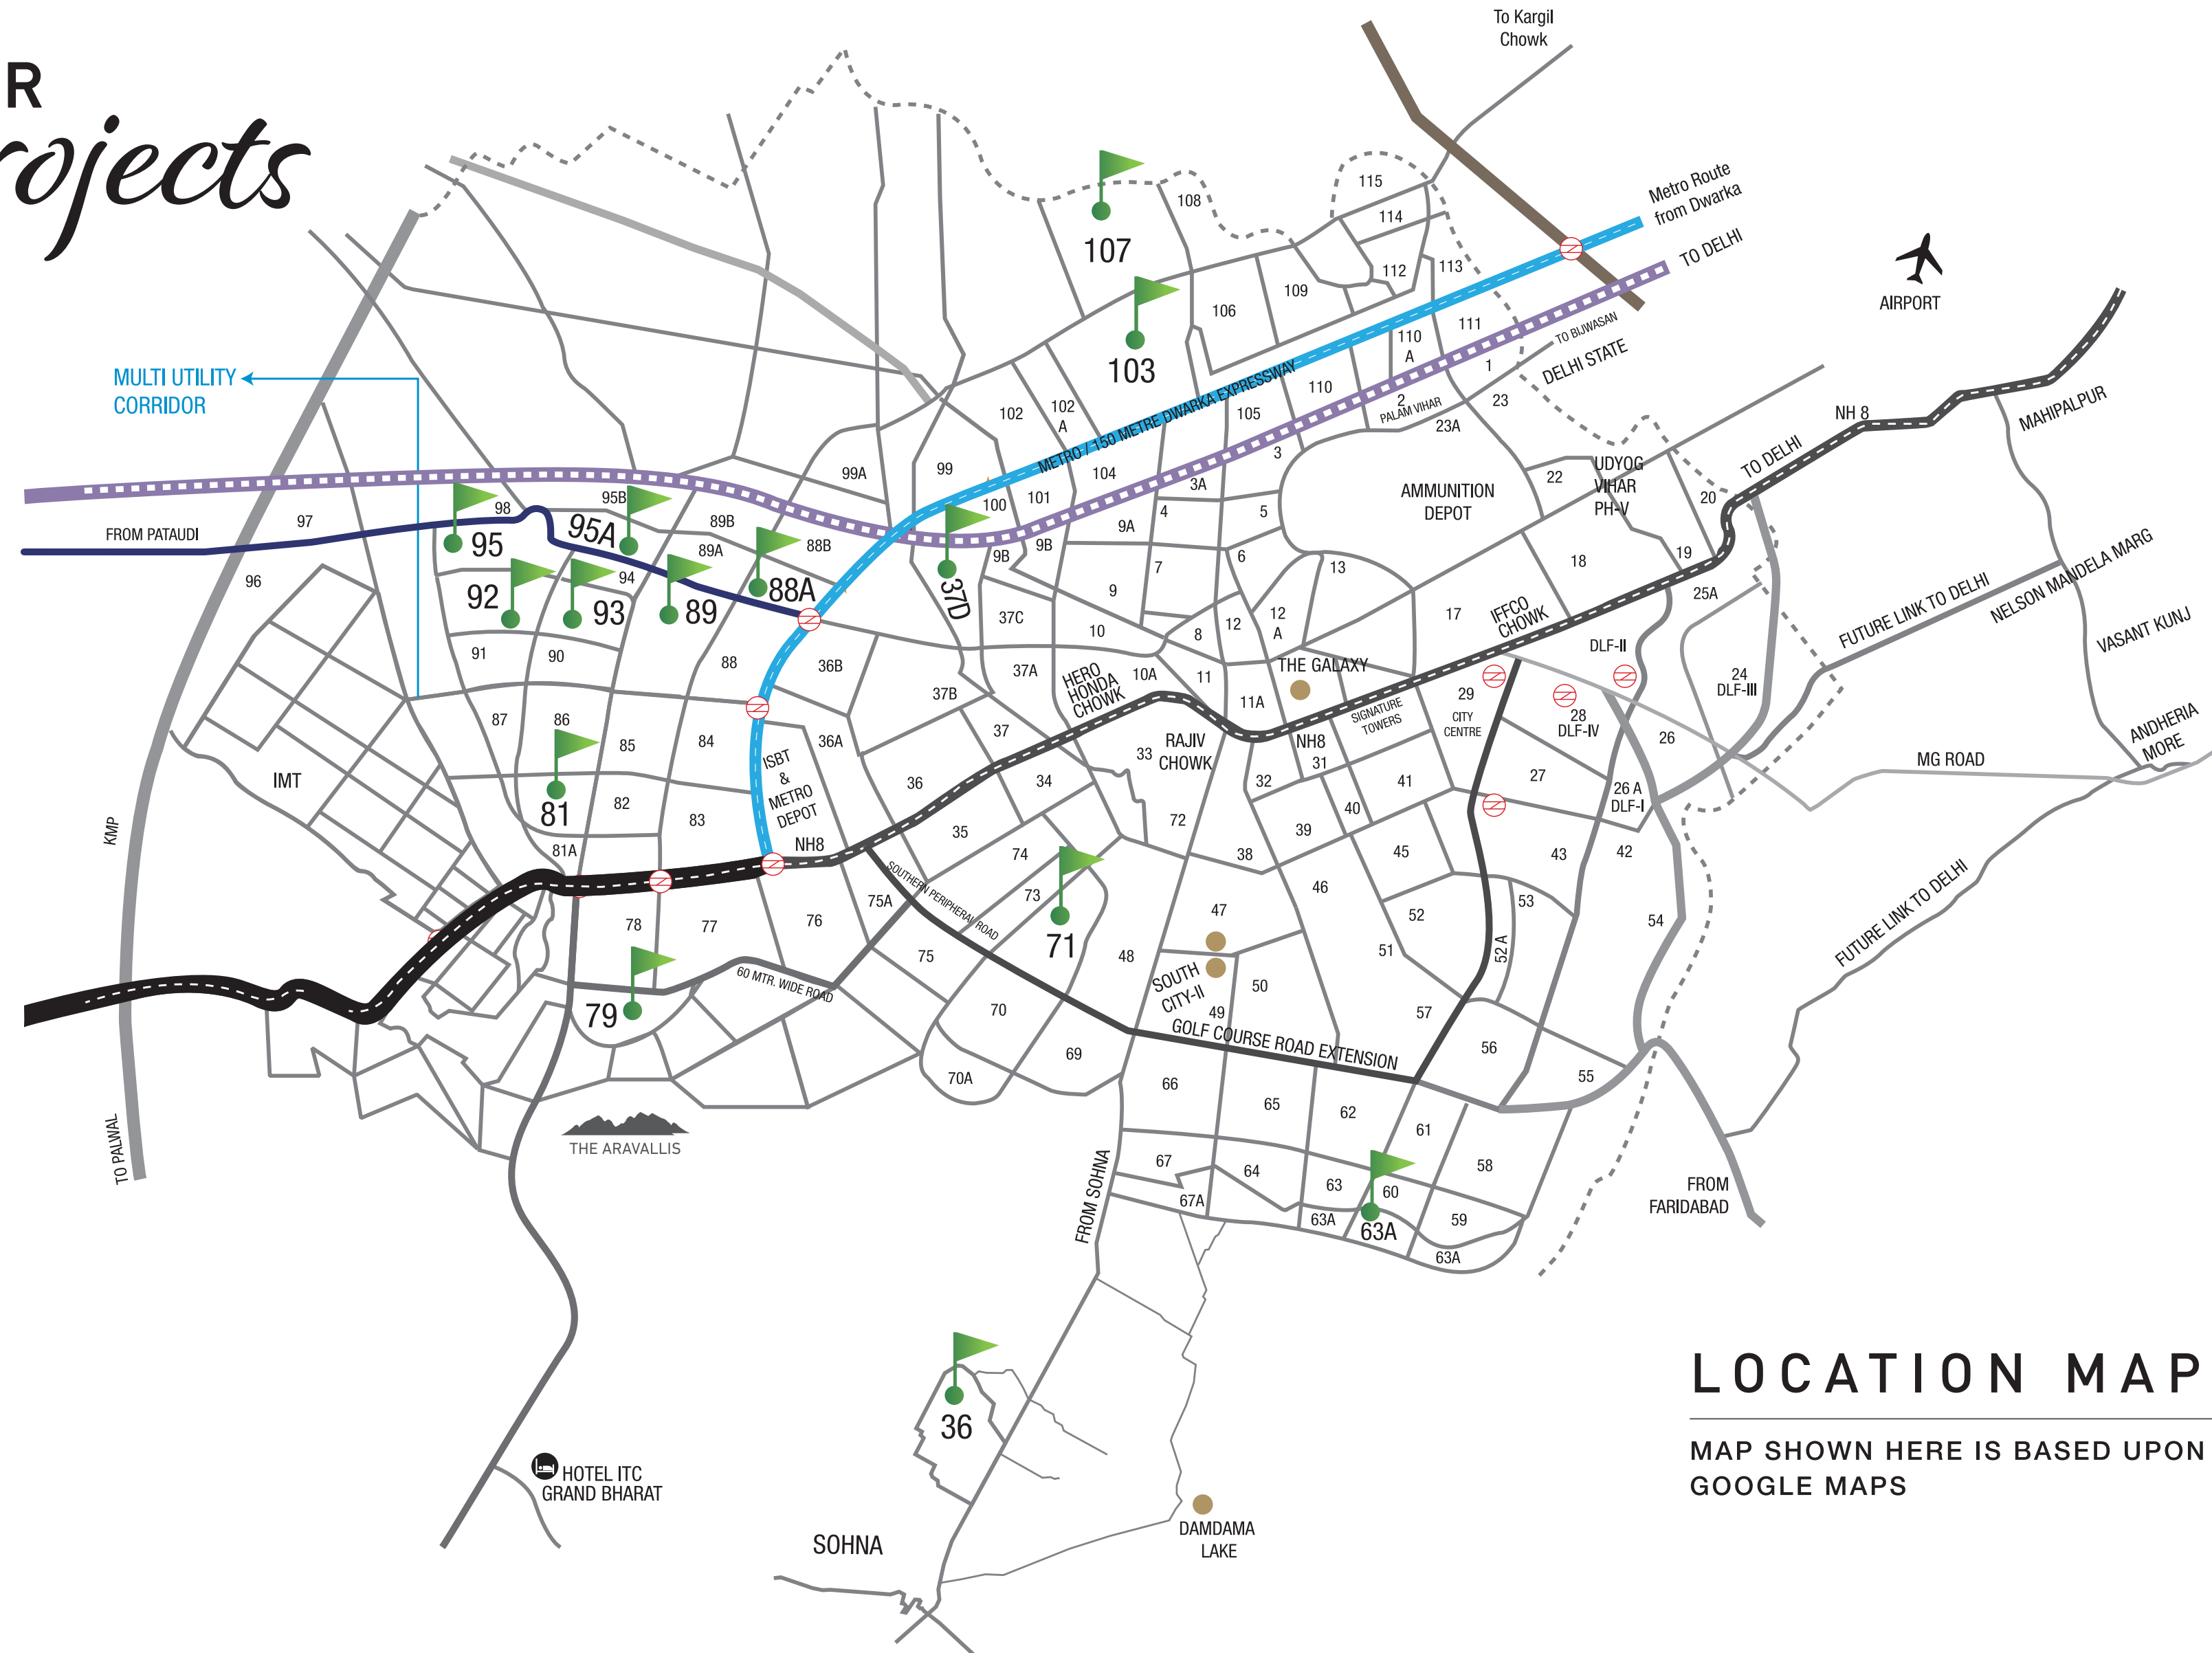 R
rojects
To Kargil
Chowk
Metro Route
from Dwarka
TO DELHI
AIRPORT
115
108
114
107
112
113
109
106
111
TO BIJWASAN
DELHI STATE
110
A
1
103
MULTI UTILITY
CORRIDOR
METRO / 150 METRE DWARKA EXPRESSWAY
110
2
PALAM VIHAR
23
23A
105
102
102
A
NH 8
MAHIPALPUR
TO DELHI
3
99A
99
104
3A
101
100
AMMUNITION
DEPOT
22
UDYOG
VIHAR
PH-V
20
97
98
95B
89B
4
5
9A
FROM PATAUDI
95
95A
89A
88B
9B
9B
6
19
18
96
94
7
13
25A
NELSON MANDELA MARG
FUTURE LINK TO DELHI
92
93
89
88A
37D
9
37C
12
12
A
17
IFFCO
CHOWK
10
8
VASANT KUNJ
91
90
88
36B
37A
10A
11
THE GALAXY
DLF-II
24
DLF-III
HERO
HONDA
CHOWK
37B
11A
29
87
86
85
84
36A
37
33
RAJIV
CHOWK
SIGNATURE
TOWERS
CITY
CENTRE
28
DLF-IV
26
ANDHERIA
MORE
NH8
31
MG ROAD
IMT
ISBT
&
METRO
DEPOT
36
34
32
41
27
26 A
DLF-I
81
82
83
40
KMP
35
72
39
NH8
81A
74
38
45
43
42
SOUTHERN PERIPHERAL ROAD
73
46
75A
47
52
53
78
77
76
54
FUTURE LINK TO DELHI
71
75
48
51
52 A
60 MTR. WIDE ROAD
SOUTH
CITY-II
50
79
70
49
57
GOLF COURSE ROAD EXTENSION
56
69
70A
66
55
65
62
61
TO PALWAL
THE ARAVALLIS
67
64
58
FROM SOHNA
63
60
67A
FROM
FARIDABAD
63A
63A
59
63A
36
LOCATION MAP
MAP SHOWN HERE IS BASED UPON
GOOGLE MAPS
HOTEL ITC
GRAND BHARAT
DAMDAMA
LAKE
SOHNA